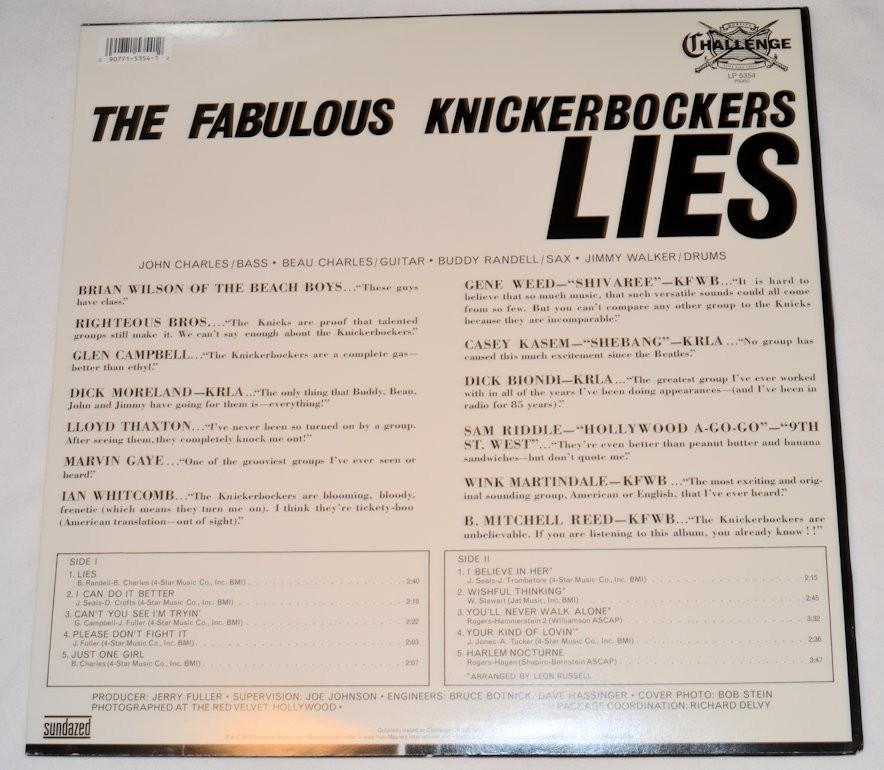 0 90771-5354-1 2
CHALLENGE
LP 5354
mono
THE FABULOUS KNICKERBOCKERS
LIES
JOHN CHARLES/BASS • BEAU CHARLES/GUITAR • BUDDY RANDELL/SAX • JIMMY WALKER/DRUMS
BRIAN WILSON OF THE BEACH BOYS...“These guys
have class.”
RIGHTEOUS BROS....“The Knicks are proof that talented
groups still make it. We can't say enough about the Knickerbockers.”
GLEN CAMPBELL...“The Knickerbockers are a complete gas—
better than ethyl.”
DICK MORELAND—KRLA...“The only thing that Buddy, Beau,
John and Jimmy have going for them is—everything!”
LLOYD THAXTON...“I've never been so turned on by a group.
After seeing them, they completely knock me out!”
MARVIN GAYE...“One of the grooviest groups I've ever seen or
heard.”
IAN WHITCOMB...“The Knickerbockers are blooming, bloody,
frenetic (which means they turn me on). I think they're tickety-boo
(American translation—out of sight).”
GENE WEED—“SHIVAREE”—KFWB...“It is hard to
believe that so much music, that such versatile sounds could all come
from so few. But you can't compare any other group to the Knicks
because they are incomparable.”
CASEY KASEM—“SHEBANG”—KRLA...“No group has
caused this much excitement since the Beatles.”
DICK BIONDI—KRLA...“The greatest group I've ever worked
with in all of the years I've been doing appearances—(and I've been in
radio for 85 years).”
SAM RIDDLE—“HOLLYWOOD A-GO-GO”—“9TH
ST. WEST”...“They're even better than peanut butter and banana
sandwiches—but don't quote me.”
WINK MARTINDALE—KFWB...“The most exciting and orig-
inal sounding group, American or English, that I've ever heard.”
B. MITCHELL REED—KFWB...“The Knickerbockers are
unbelievable. If you are listening to this album, you already know!!”
SIDE I
1. LIES
B. Randell-B. Charles (4-Star Music Co., Inc. BMI) 2:40
2. I CAN DO IT BETTER
J. Seals-D. Crofts (4-Star Music Co., Inc. BMI) 2:18
3. CAN'T YOU SEE I'M TRYIN'
G. Campbell-J. Fuller (4-Star Music Co., Inc. BMI) 2:22
4. PLEASE DON'T FIGHT IT
J. Fuller (4-Star Music Co., Inc. BMI) 2:03
5. JUST ONE GIRL
B. Charles (4-Star Music Co., Inc. BMI) 2:07
SIDE II
1. I BELIEVE IN HER*
J. Seals-J. Trombatore (4-Star Music Co., Inc. BMI) 2:15
2. WISHFUL THINKING*
W. Stewart (Jat Music, Inc. BMI) 2:45
3. YOU'LL NEVER WALK ALONE*
Rogers-Hammerstein 2 (Williamson ASCAP) 3:32
4. YOUR KIND OF LOVIN'*
J. Jones-A. Tucker (4-Star Music Co., Inc. BMI) 2:36
5. HARLEM NOCTURNE
Rogers-Hagen (Shapiro-Bernstein ASCAP) 3:47
*ARRANGED BY LEON RUSSELL
PRODUCER: JERRY FULLER • SUPERVISION: JOE JOHNSON • ENGINEERS: BRUCE BOTNICK, DAVE HASSINGER • COVER PHOTO: BOB STEIN
PHOTOGRAPHED AT THE RED VELVET, HOLLYWOOD • PACKAGE COORDINATION: RICHARD DELVY
sundazed